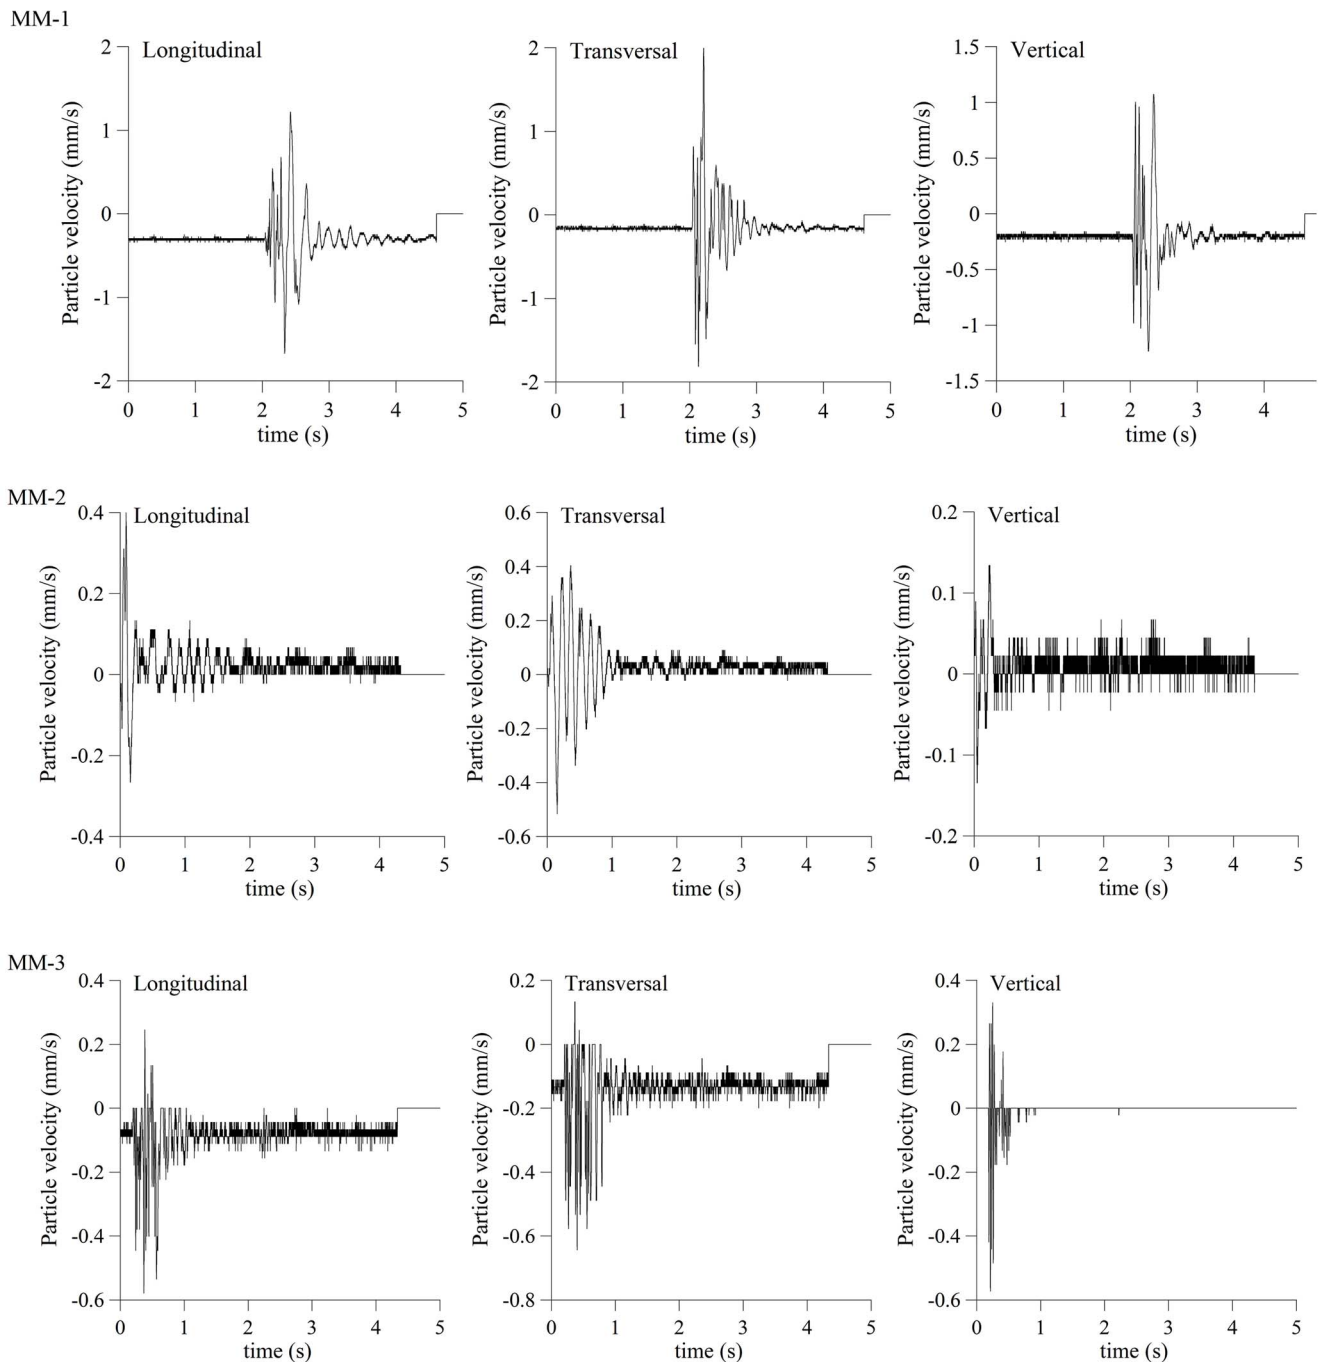 MM-1
Longitudinal
Particle velocity (mm/s)
2
1
0
-1
-2
0 1 2 3 4 5
time (s)
Transversal
Particle velocity (mm/s)
2
1
0
-1
-2
0 1 2 3 4 5
time (s)
Vertical
Particle velocity (mm/s)
1.5
1
0.5
0
-0.5
-1
-1.5
0 1 2 3 4
time (s)
MM-2
Longitudinal
Particle velocity (mm/s)
0.4
0.2
0
-0.2
-0.4
0 1 2 3 4 5
time (s)
Transversal
Particle velocity (mm/s)
0.6
0.4
0.2
0
-0.2
-0.4
-0.6
0 1 2 3 4 5
time (s)
Vertical
Particle velocity (mm/s)
0.2
0.1
0
-0.1
-0.2
0 1 2 3 4 5
time (s)
MM-3
Longitudinal
Particle velocity (mm/s)
0.4
0.2
0
-0.2
-0.4
-0.6
0 1 2 3 4 5
time (s)
Transversal
Particle velocity (mm/s)
0.2
0
-0.2
-0.4
-0.6
-0.8
0 1 2 3 4 5
time (s)
Vertical
Particle velocity (mm/s)
0.4
0.2
0
-0.2
-0.4
-0.6
0 1 2 3 4 5
time (s)